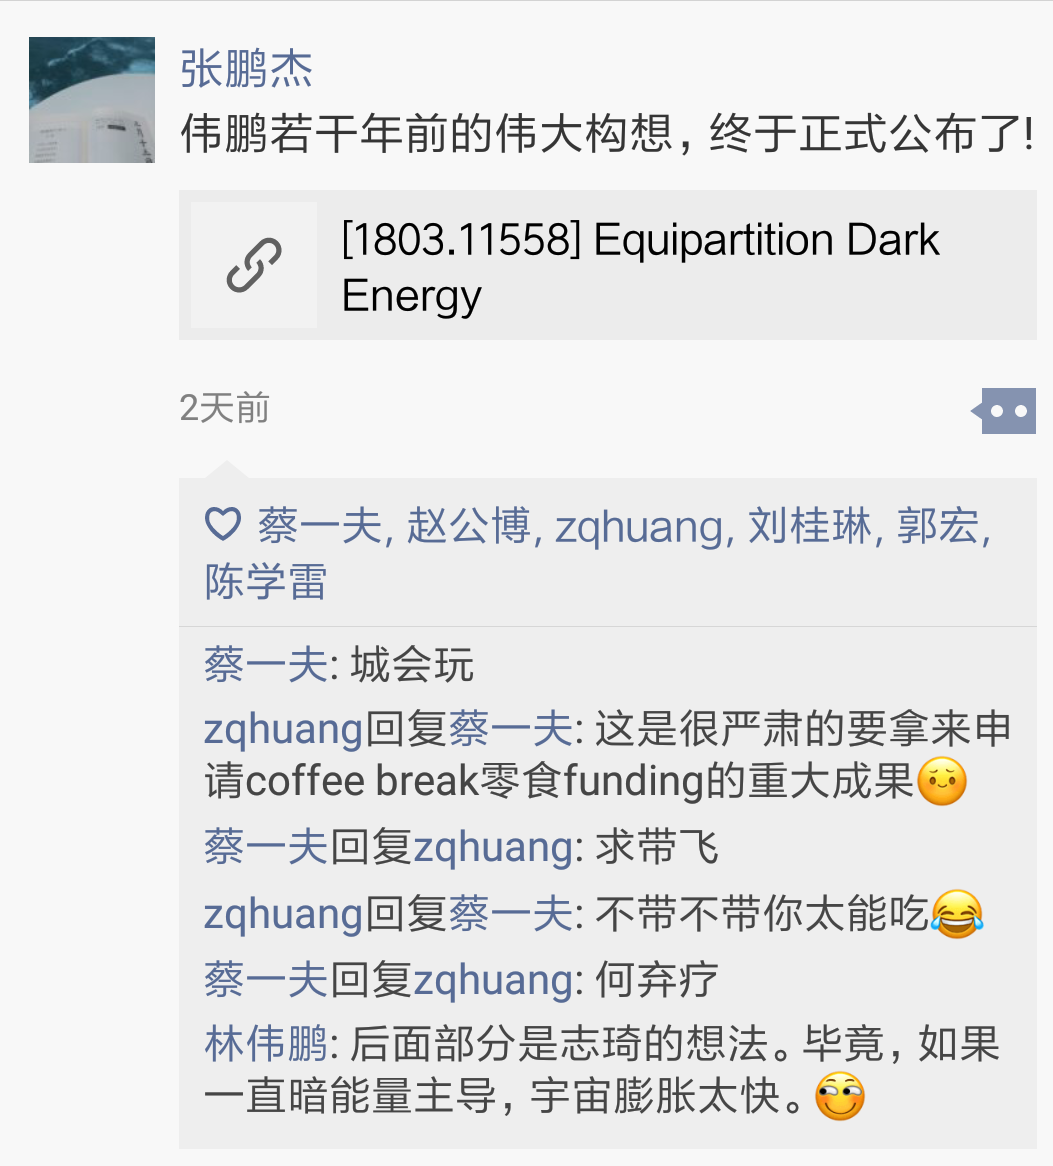 张鹏杰
伟鹏若干年前的伟大构想，终于正式公布了!
[1803.11558] Equipartition Dark
Energy
2天前
蔡一夫, 赵公博, zqhuang, 刘桂琳, 郭宏,
陈学雷
蔡一夫: 城会玩
zqhuang回复蔡一夫: 这是很严肃的要拿来申
请coffee break零食funding的重大成果😌
蔡一夫回复zqhuang: 求带飞
zqhuang回复蔡一夫: 不带不带你太能吃😂
蔡一夫回复zqhuang: 何弃疗
林伟鹏: 后面部分是志琦的想法。毕竟，如果
一直暗能量主导，宇宙膨胀太快。